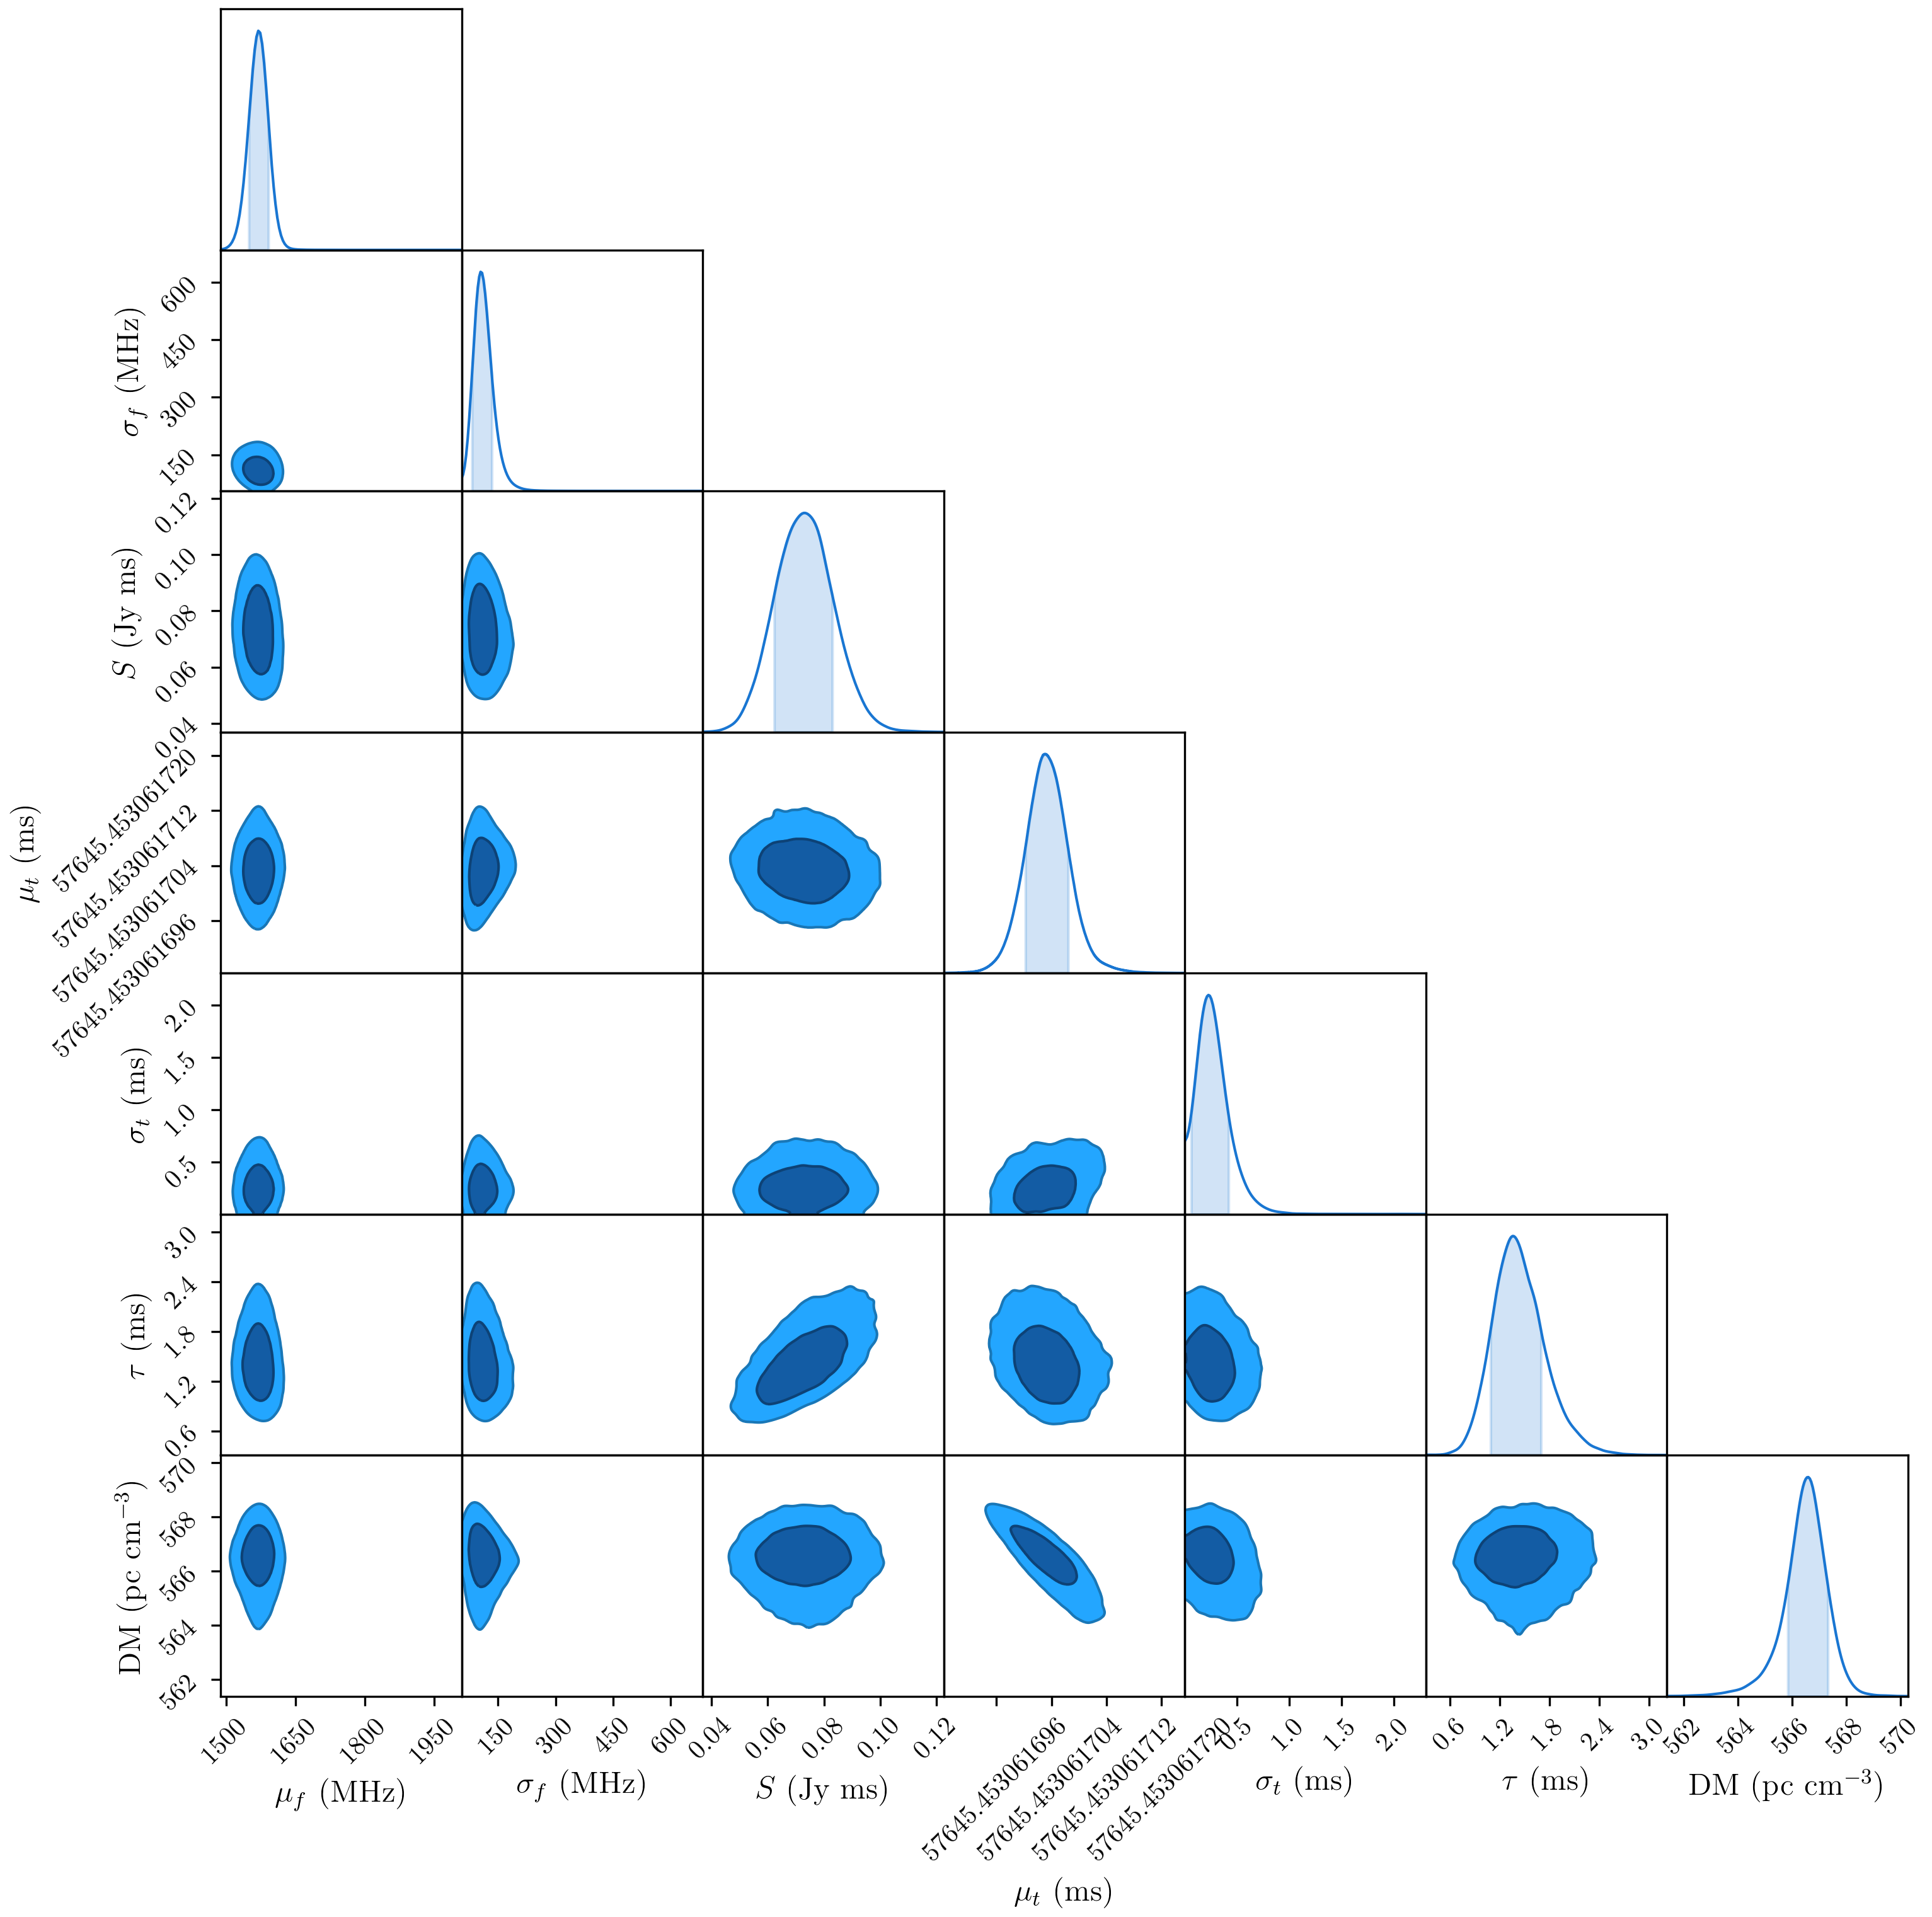 600
450
300
150
σ_f (MHz)
0.12
0.10
0.08
0.06
0.04
S (Jy ms)
57645.453061720
57645.453061712
57645.453061704
57645.453061696
μ_t (ms)
2.0
1.5
1.0
0.5
σ_t (ms)
3.0
2.4
1.8
1.2
0.6
τ (ms)
570
568
566
564
562
DM (pc cm⁻³)
1500 1650 1800 1950
μ_f (MHz)
150 300 450 600
σ_f (MHz)
0.04 0.06 0.08 0.10 0.12
S (Jy ms)
57645.453061696 57645.453061704 57645.453061712 57645.453061720
μ_t (ms)
0.5 1.0 1.5 2.0
σ_t (ms)
0.6 1.2 1.8 2.4 3.0
τ (ms)
562 564 566 568 570
DM (pc cm⁻³)